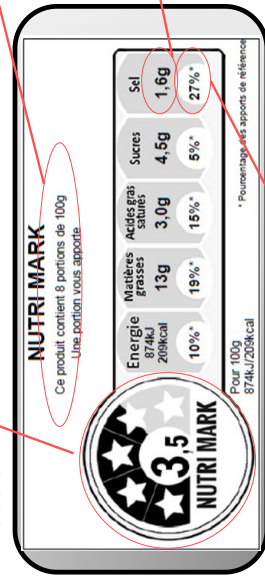 NUTRI MARK
Ce produit contient 8 portions de 100g
Une portion vous apporte
Energie
874kJ
209kcal
10%*
Matières
grasses
13g
19%*
Acides gras
saturés
3,0g
15%*
Sucres
4,5g
5%*
Sel
1,6g
27%*
3,5
NUTRI MARK
Pour 100g
874kJ/209kcal
* Pourcentage des apports de référence